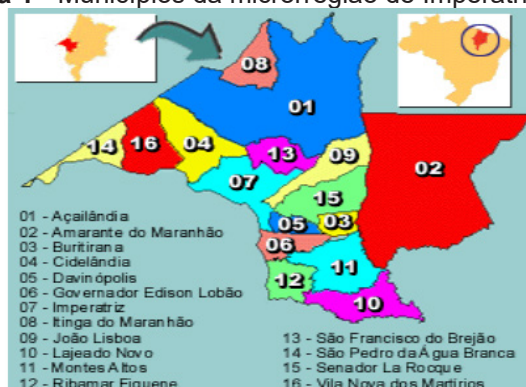 Municípios da microrregião de Imperatriz
08
01
14
16
04
13
09
02
07
15
05
03
06
11
12
10
01 - Açailândia
02 - Amarante do Maranhão
03 - Buritirana
04 - Cidelândia
05 - Davinópolis
06 - Governador Edison Lobão
07 - Imperatriz
08 - Itinga do Maranhão
09 - João Lisboa
10 - Lajeado Novo
11 - Montes Altos
12 - Ribamar Fiquene
13 - São Francisco do Brejão
14 - São Pedro da Água Branca
15 - Senador La Rocque
16 - Vila Nova dos Martírios